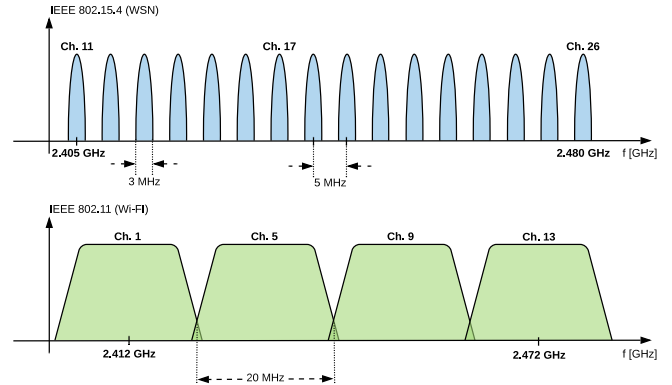 IEEE 802.15.4 (WSN)
Ch. 11
Ch. 17
Ch. 26
2.405 GHz
2.480 GHz
f [GHz]
3 MHz
5 MHz
IEEE 802.11 (Wi-FI)
Ch. 1
Ch. 5
Ch. 9
Ch. 13
2.412 GHz
2.472 GHz
f [GHz]
20 MHz